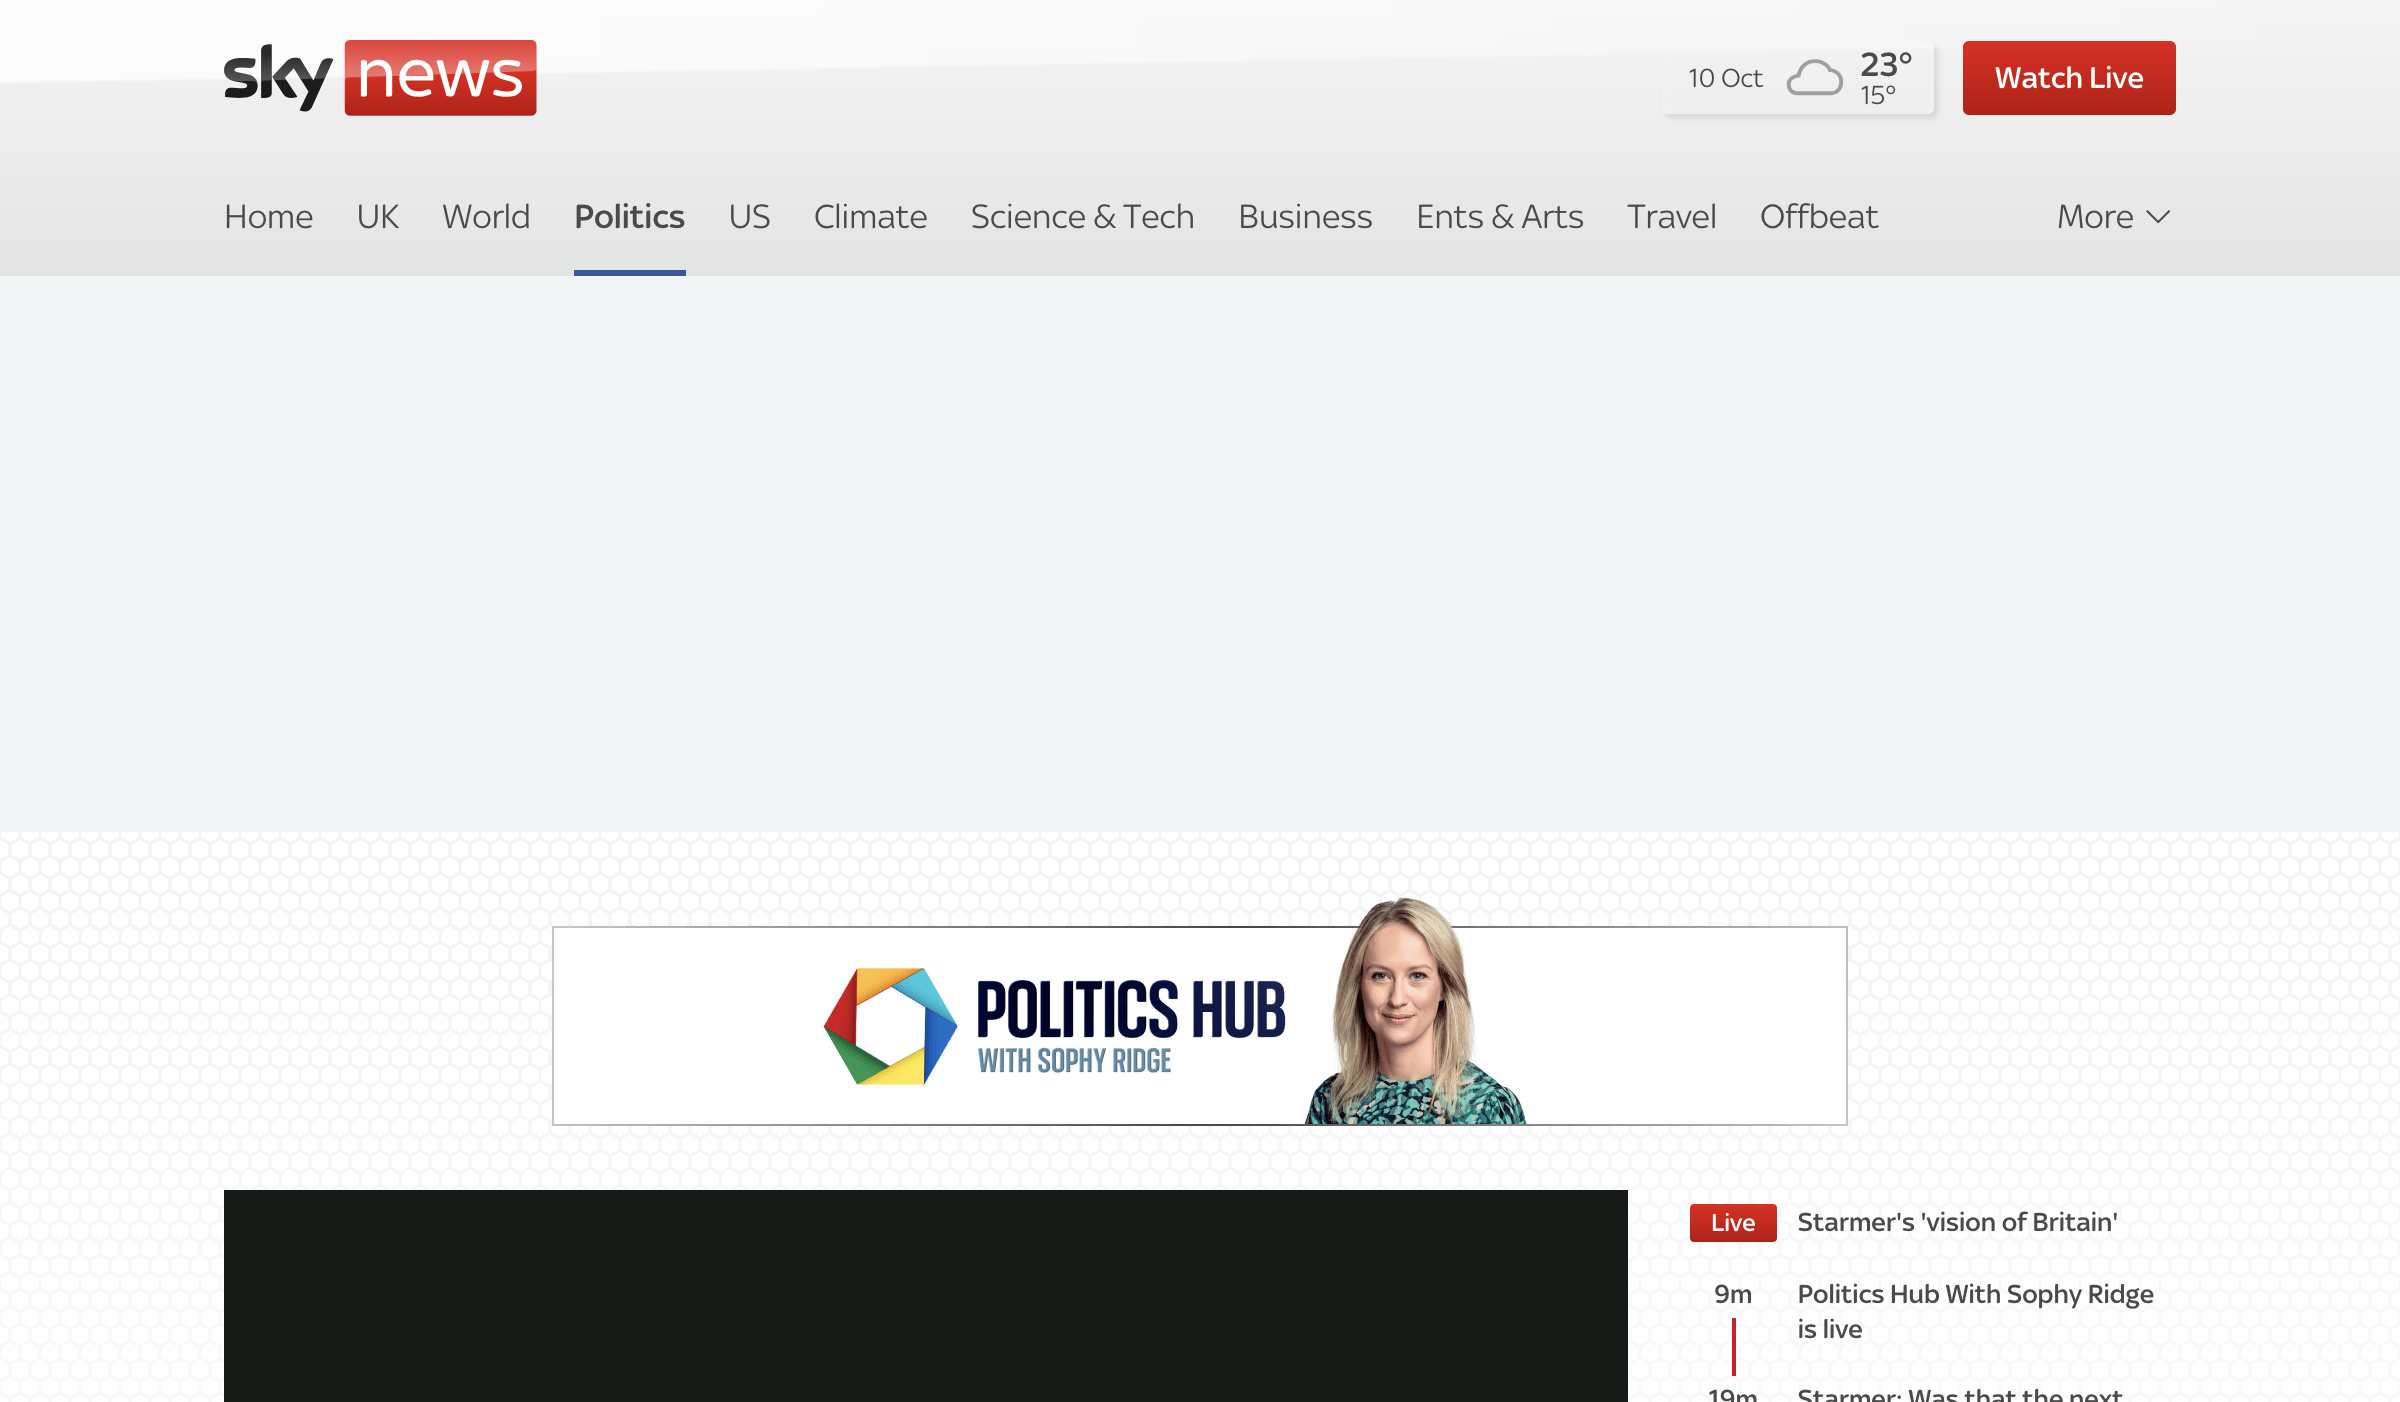 sky news
10 Oct 23° 15°
Watch Live
Home UK World Politics US Climate Science & Tech Business Ents & Arts Travel Offbeat More
POLITICS HUB
WITH SOPHY RIDGE
Live Starmer's 'vision of Britain'
9m Politics Hub With Sophy Ridge
is live
19m Starmer: Was that the next